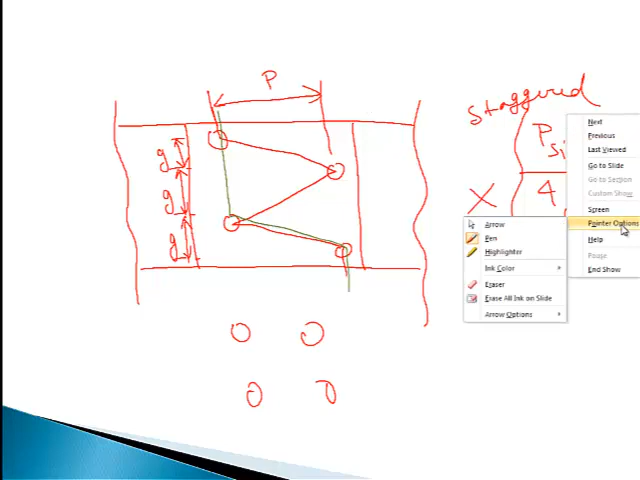 P
Staggered
P
Si
X
4
g
g
g
Next
Previous
Last Viewed
Go to Slide
Go to Section
Custom Show
Screen
Pointer Options
Help
Pause
End Show
Arrow
Pen
Highlighter
Ink Color
Eraser
Erase All Ink on Slide
Arrow Options